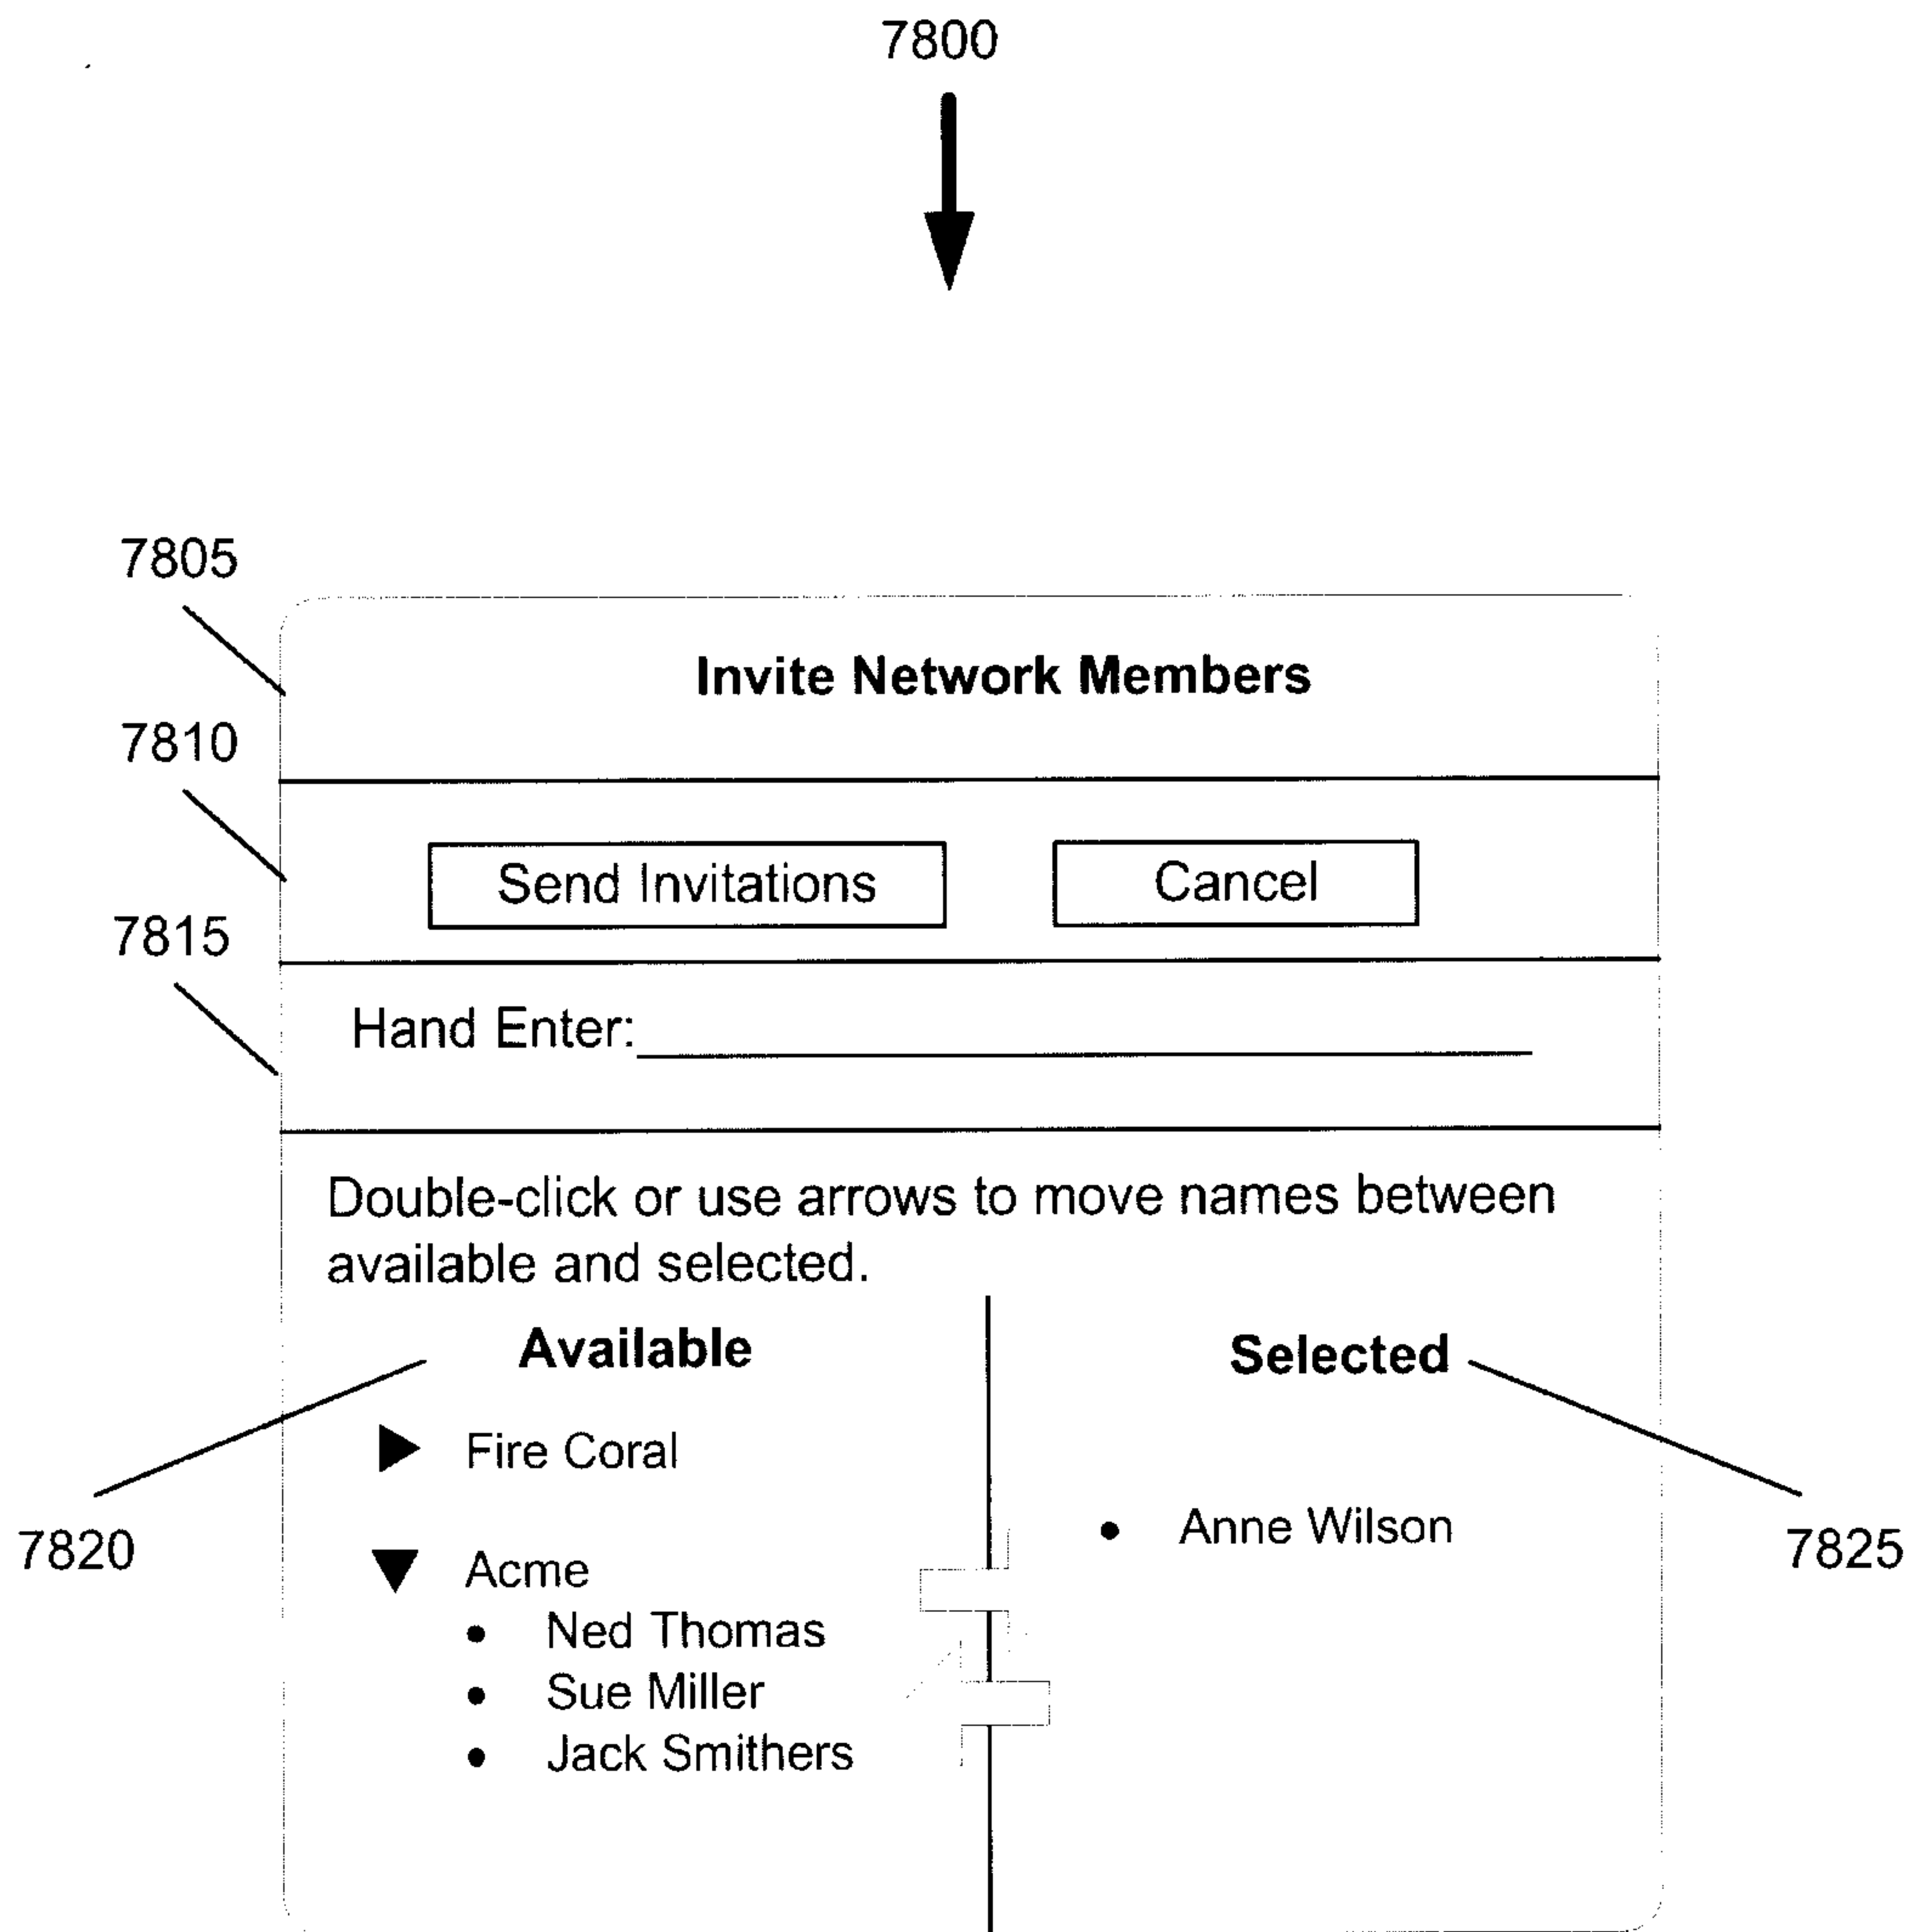 7800
7805
Invite Network Members
7810
Send Invitations Cancel
7815
Hand Enter:
Double-click or use arrows to move names between
available and selected.
Available Selected
Fire Coral
7820
Anne Wilson
7825
Acme
• Ned Thomas
• Sue Miller
• Jack Smithers